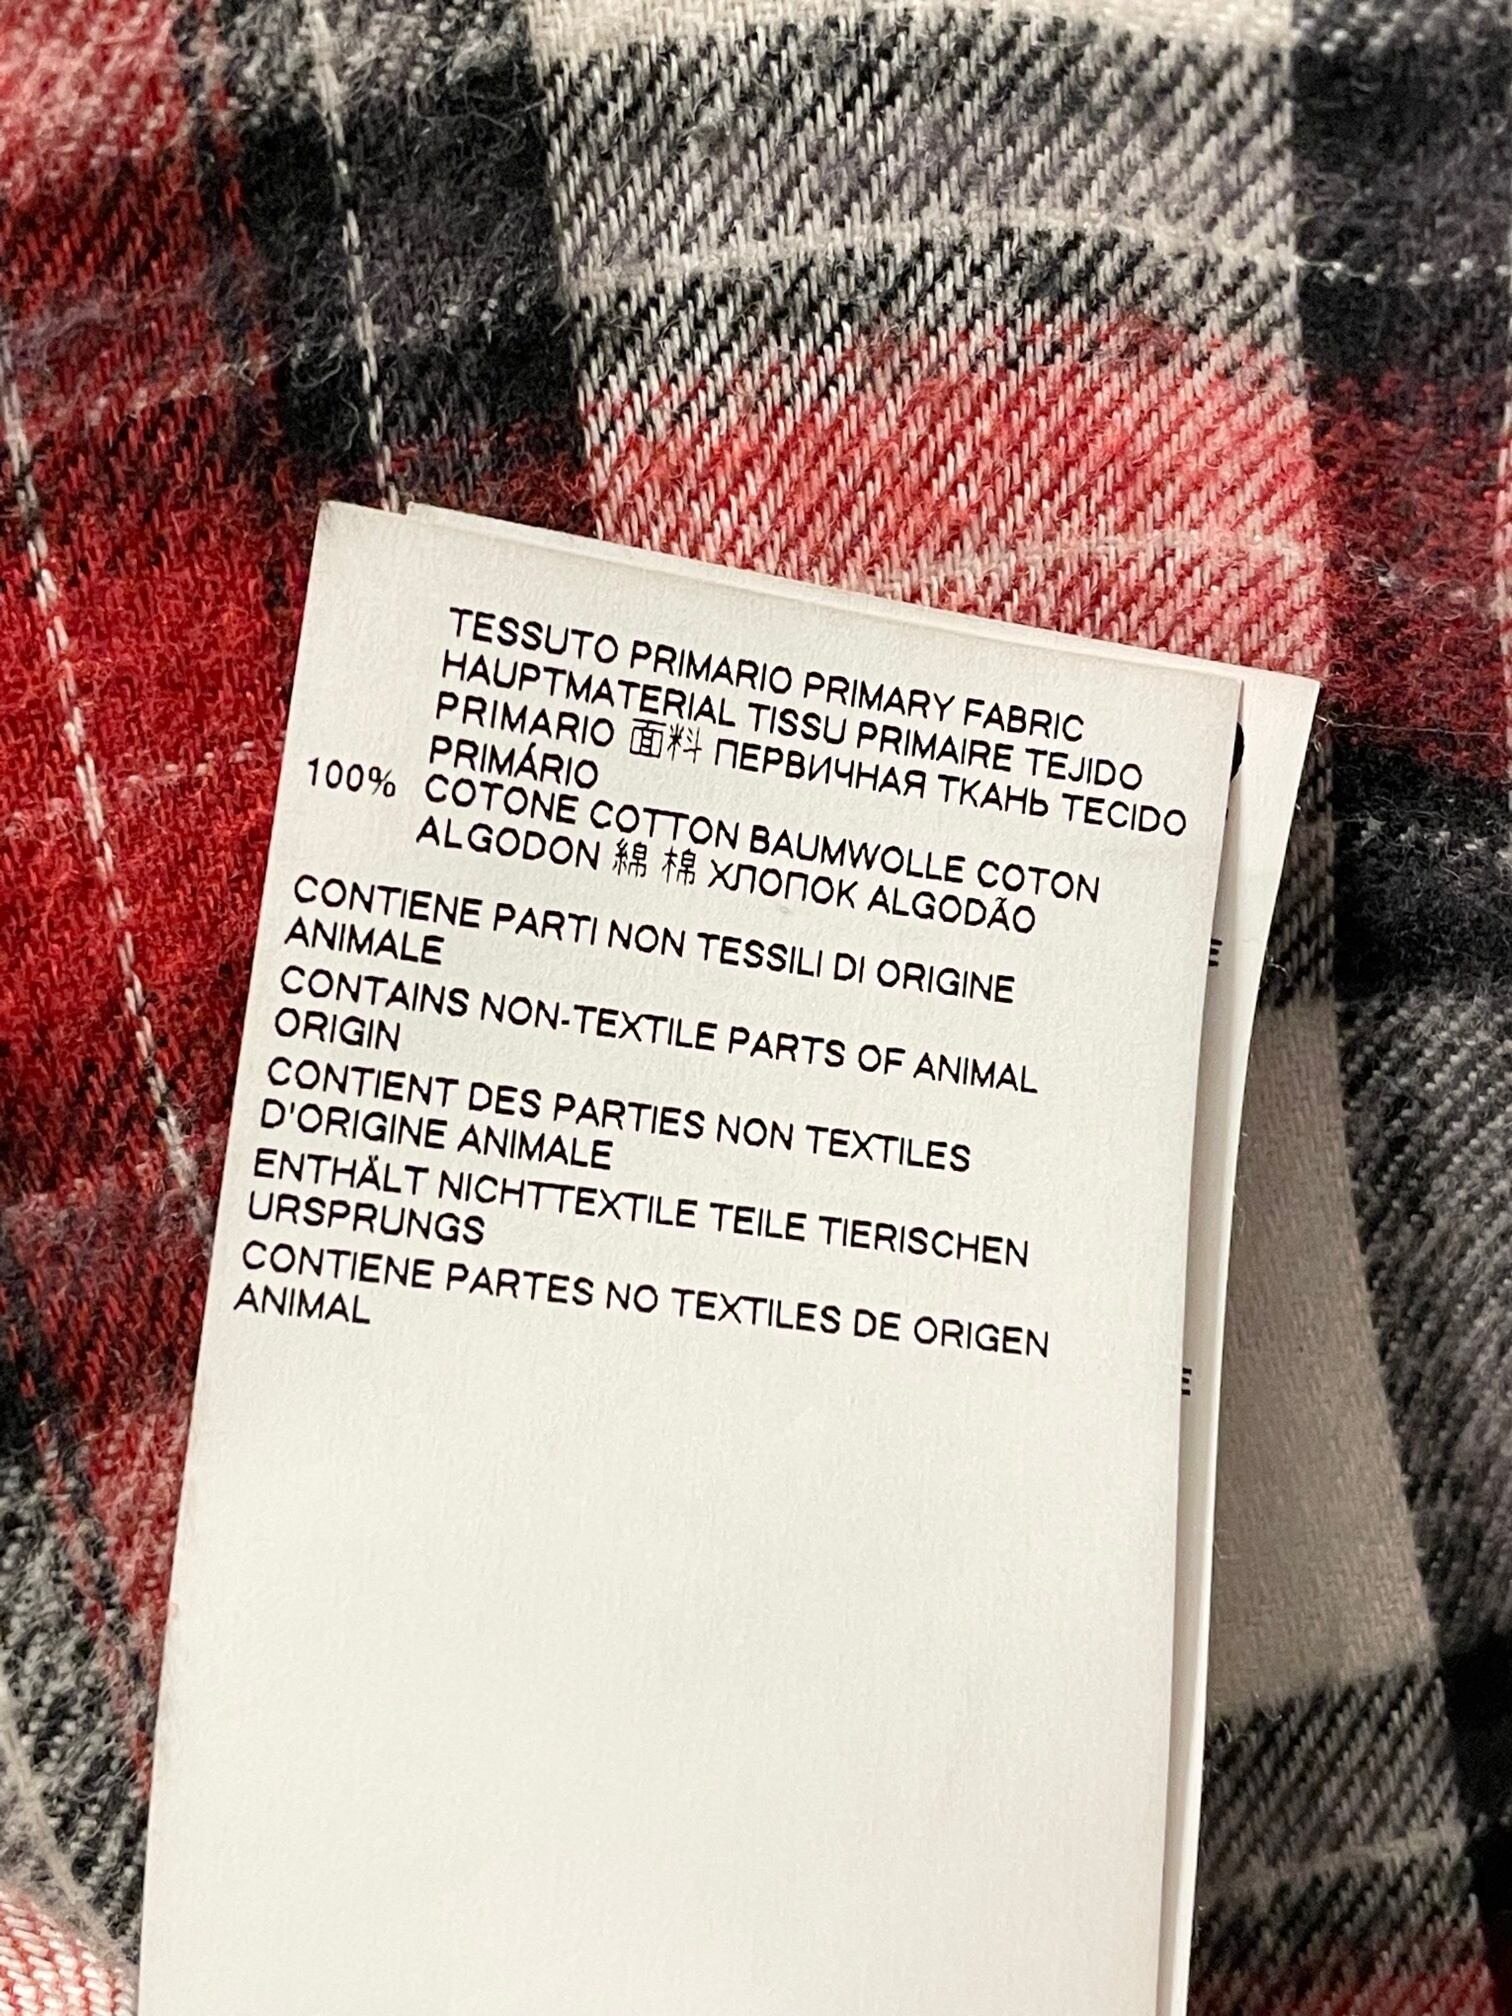 TESSUTO PRIMARIO PRIMARY FABRIC
HAUPTMATERIAL TISSU PRIMAIRE TEJIDO
PRIMARIO 面料 ПЕРВИЧНАЯ ТКАНЬ TECIDO
PRIMÁRIO
100% COTONE COTTON BAUMWOLLE COTON
ALGODON 綿 棉 ХЛОПОК ALGODÃO
CONTIENE PARTI NON TESSILI DI ORIGINE
ANIMALE
CONTAINS NON-TEXTILE PARTS OF ANIMAL
ORIGIN
CONTIENT DES PARTIES NON TEXTILES
D'ORIGINE ANIMALE
ENTHÄLT NICHTTEXTILE TEILE TIERISCHEN
URSPRUNGS
CONTIENE PARTES NO TEXTILES DE ORIGEN
ANIMAL